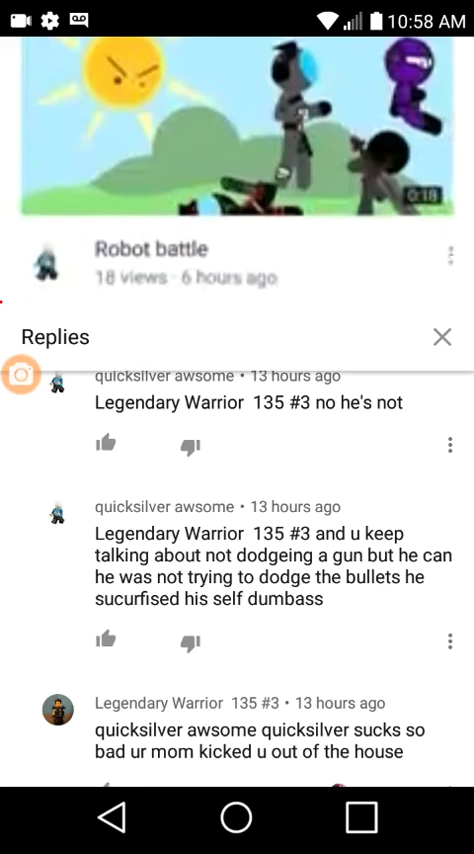 10:58 AM
0:18
Robot battle
18 views · 6 hours ago
Replies
quicksilver awsome • 13 hours ago
Legendary Warrior 135 #3 no he's not
quicksilver awsome • 13 hours ago
Legendary Warrior 135 #3 and u keep
talking about not dodgeing a gun but he can
he was not trying to dodge the bullets he
sucurfised his self dumbass
Legendary Warrior 135 #3 • 13 hours ago
quicksilver awsome quicksilver sucks so
bad ur mom kicked u out of the house